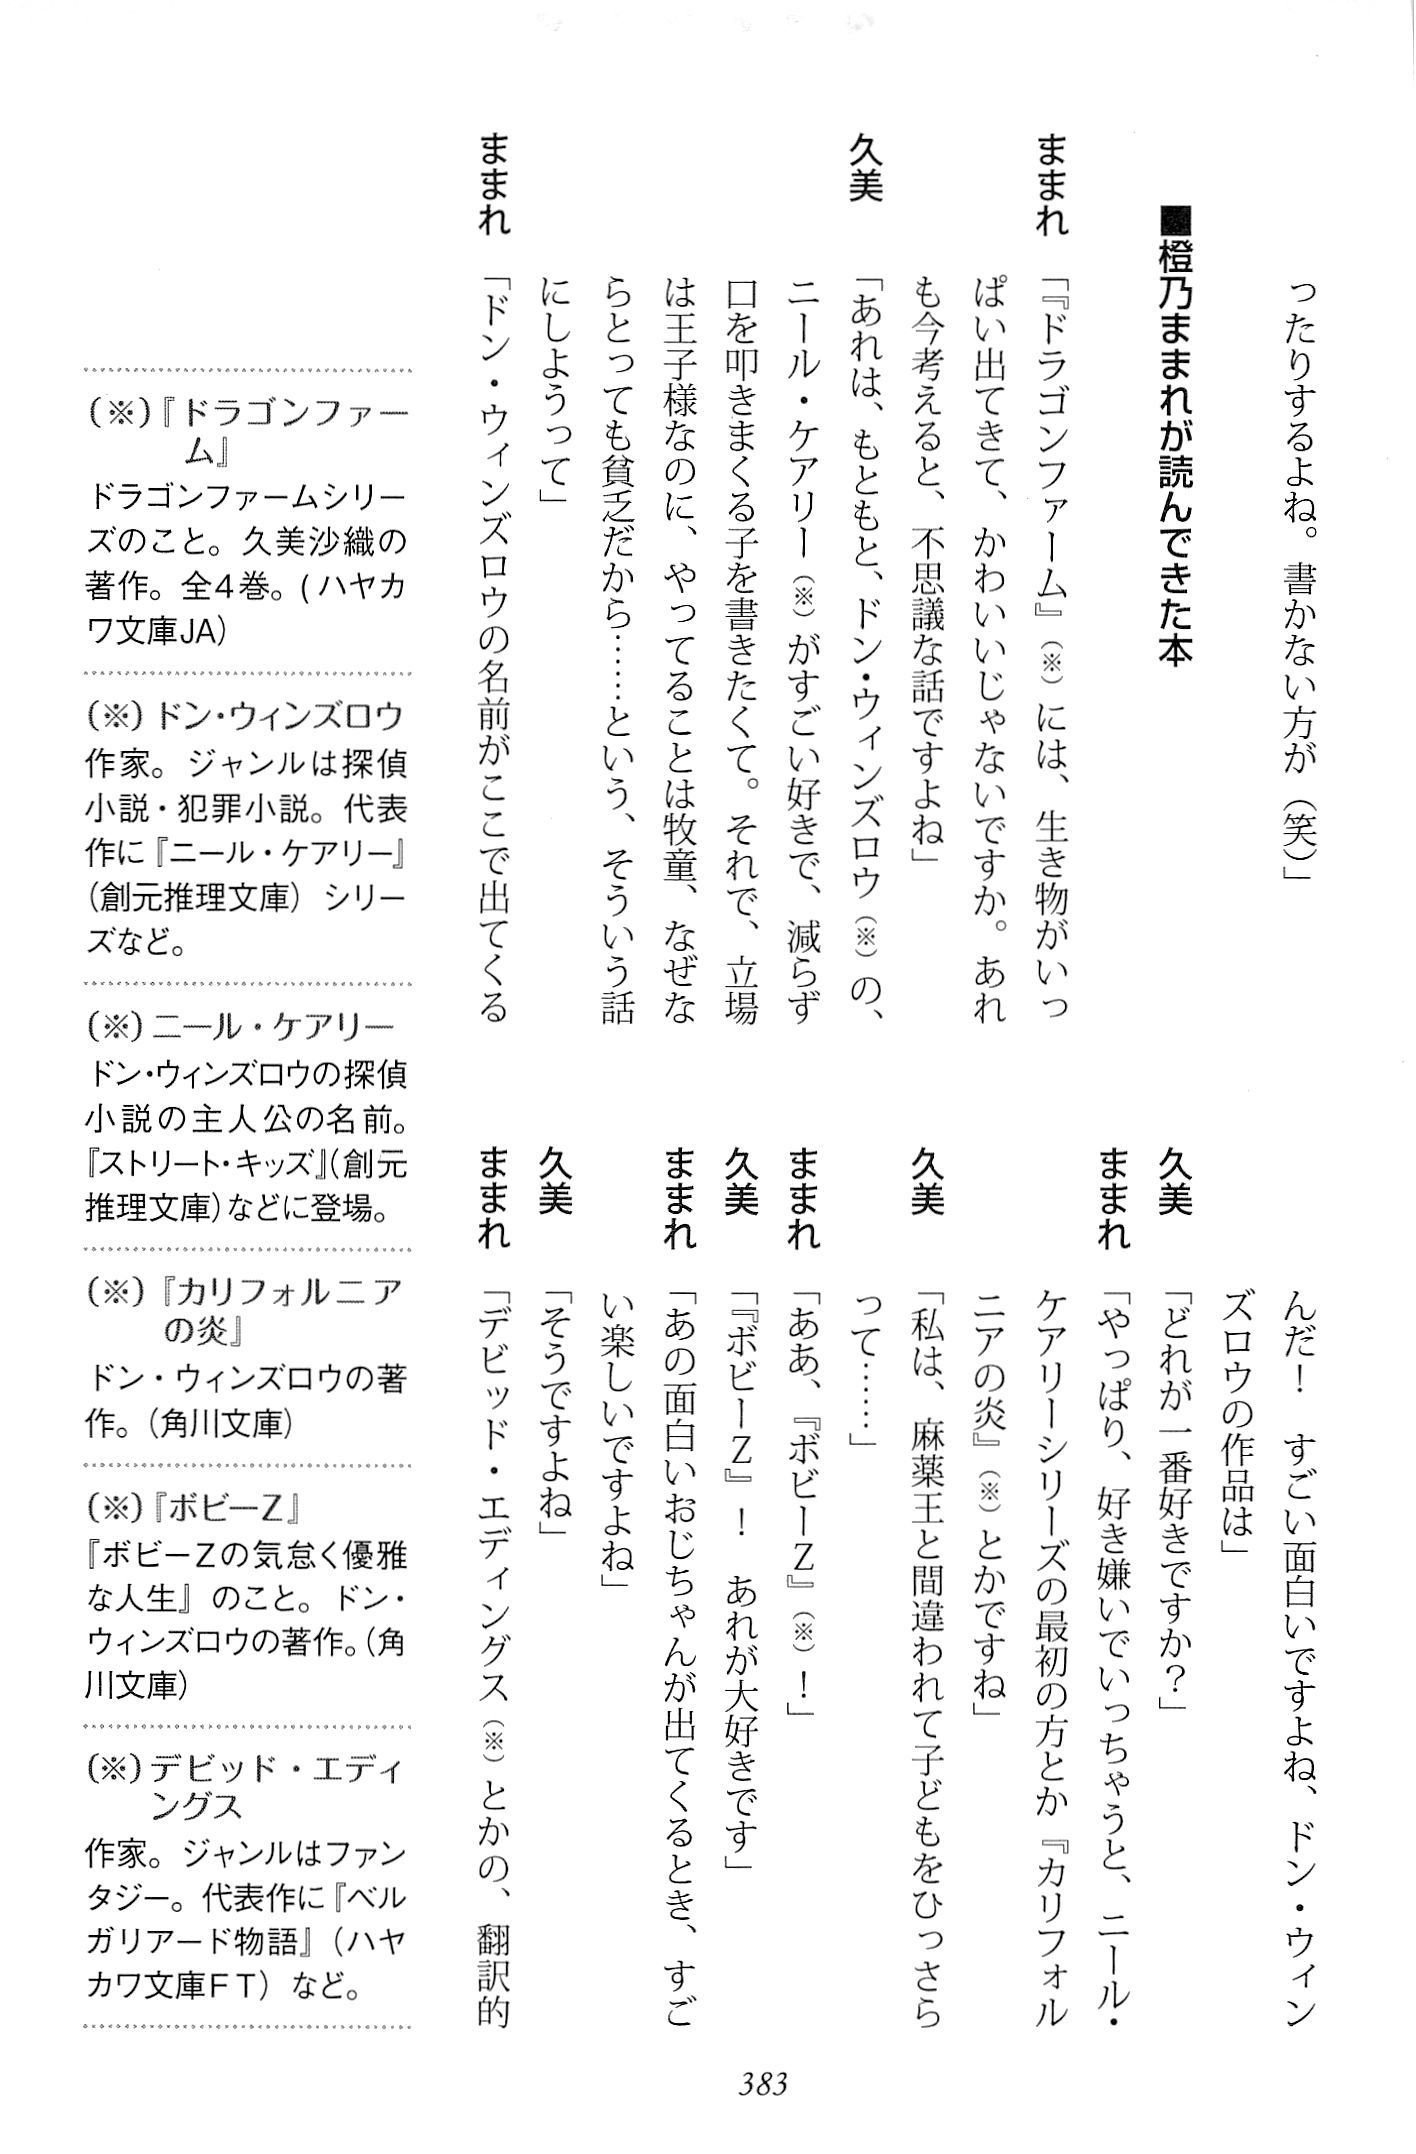 ったりするよね。書かない方が（笑）」
■橙乃ままれが読んできた本
ままれ「『ドラゴンファーム』（※）には、生き物がいっ
ぱい出てきて、かわいいじゃないですか。あれ
も今考えると、不思議な話ですよね」
久美「あれは、もともと、ドン・ウィンズロウ（※）の、
ニール・ケアリー（※）がすごい好きで、減らず
口を叩きまくる子を書きたくて。それで、立場
は王子様なのに、やってることは牧童、なぜな
らとっても貧乏だから……という、そういう話
にしようって」
ままれ「ドン・ウィンズロウの名前がここで出てくる
んだ！　すごい面白いですよね、ドン・ウィン
ズロウの作品は」
久美「どれが一番好きですか？」
ままれ「やっぱり、好き嫌いでいっちゃうと、ニール・
ケアリーシリーズの最初の方とか『カリフォル
ニアの炎』（※）とかですね」
久美「私は、麻薬王と間違われて子どもをひっさら
って……」
ままれ「ああ、『ボビーＺ』（※）！」
久美「『ボビーＺ』！　あれが大好きです」
ままれ「あの面白いおじちゃんが出てくるとき、すご
い楽しいですよね」
久美「そうですよね」
ままれ「デビッド・エディングス（※）とかの、翻訳的
（※）『ドラゴンファー
ム』
ドラゴンファームシリー
ズのこと。久美沙織の
著作。全4巻。（ハヤカ
ワ文庫JA）
（※）ドン・ウィンズロウ
作家。ジャンルは探偵
小説・犯罪小説。代表
作に『ニール・ケアリー』
（創元推理文庫）シリー
ズなど。
（※）ニール・ケアリー
ドン・ウィンズロウの探偵
小説の主人公の名前。
『ストリート・キッズ』（創元
推理文庫）などに登場。
（※）『カリフォルニア
の炎』
ドン・ウィンズロウの著
作。（角川文庫）
（※）『ボビーＺ』
『ボビーＺの気怠く優雅
な人生』のこと。ドン・
ウィンズロウの著作。（角
川文庫）
（※）デビッド・エディ
ングス
作家。ジャンルはファン
タジー。代表作に『ベル
ガリアード物語』（ハヤ
カワ文庫ＦＴ）など。
383